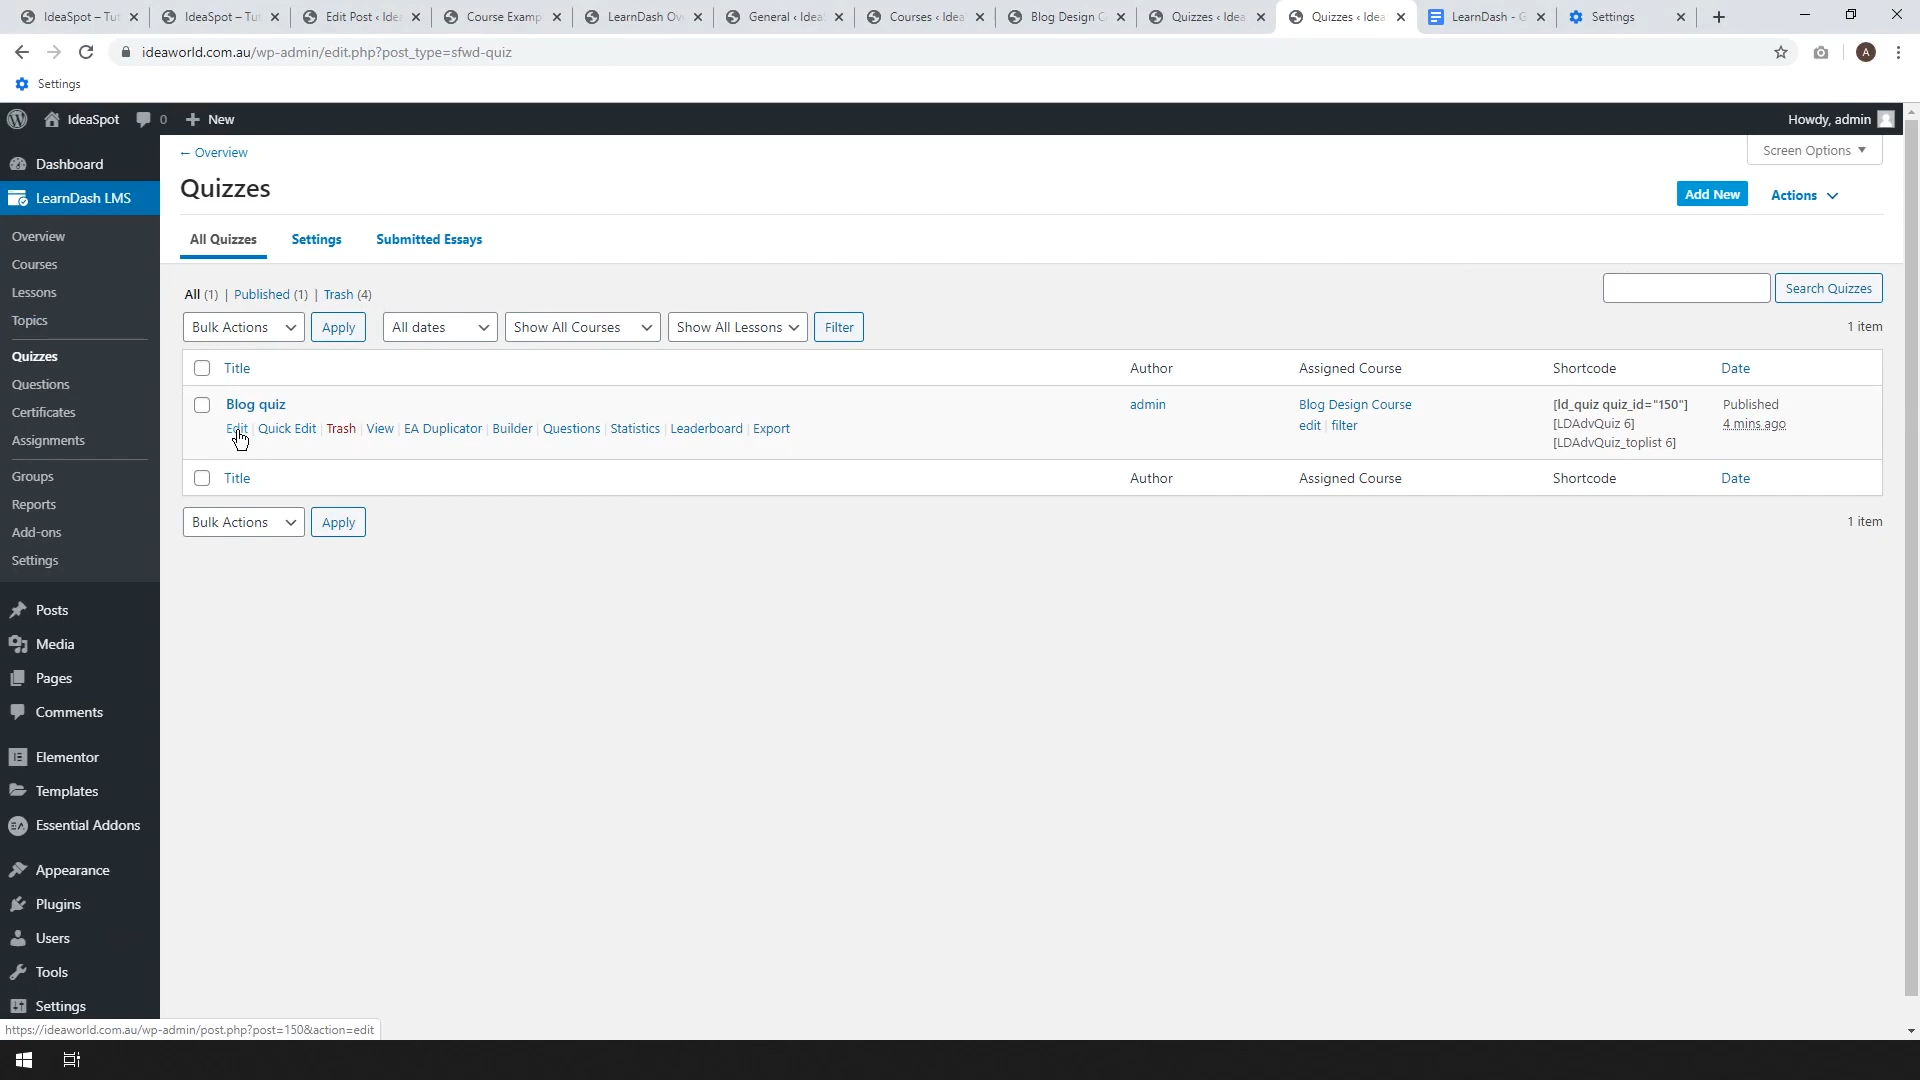 IdeaSpot – Tut
IdeaSpot – Tut
Edit Post ‹ Idea
Course Examp
LearnDash Ov
General ‹ Idea
Courses ‹ Idea
Blog Design C
Quizzes ‹ Idea
Quizzes ‹ Idea
LearnDash - G
Settings
ideaworld.com.au/wp-admin/edit.php?post_type=sfwd-quiz
A
Settings
IdeaSpot 0 New
Howdy, admin
Dashboard
LearnDash LMS
Overview
Courses
Lessons
Topics
Quizzes
Questions
Certificates
Assignments
Groups
Reports
Add-ons
Settings
Posts
Media
Pages
Comments
Elementor
Templates
Essential Addons
Appearance
Plugins
Users
Tools
Settings
← Overview
Screen Options
Quizzes
Add New Actions
All Quizzes Settings Submitted Essays
All (1) | Published (1) | Trash (4)
Search Quizzes
Bulk Actions Apply All dates Show All Courses Show All Lessons Filter
1 item
Title Author Assigned Course Shortcode Date
Blog quiz
Edit | Quick Edit | Trash | View | EA Duplicator | Builder | Questions | Statistics | Leaderboard | Export
admin
Blog Design Course
edit | filter
[ld_quiz quiz_id="150"]
[LDAdvQuiz 6]
[LDAdvQuiz_toplist 6]
Published
4 mins ago
Title Author Assigned Course Shortcode Date
Bulk Actions Apply
1 item
https://ideaworld.com.au/wp-admin/post.php?post=150&action=edit